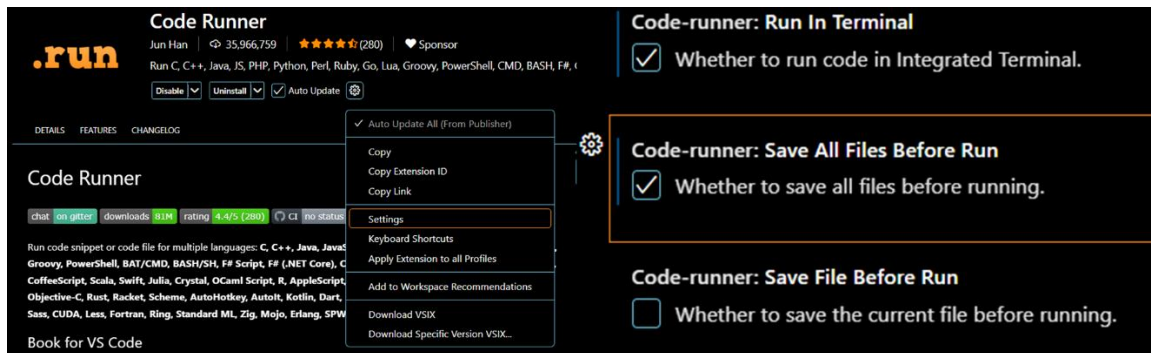 .run
Code Runner
Jun Han 35,966,759 (280) Sponsor
Run C, C++, Java, JS, PHP, Python, Perl, Ruby, Go, Lua, Groovy, PowerShell, CMD, BASH, F#,
Disable Uninstall Auto Update
DETAILS FEATURES CHANGELOG
Code Runner
chat on gitter downloads 81M rating 4.4/5 (280) CI no status
Run code snippet or code file for multiple languages: C, C++, Java,
Groovy, PowerShell, BAT/CMD, BASH/SH, F# Script, F# (.NET Core),
CoffeeScript, Scala, Swift, Julia, Crystal, OCaml Script, R, AppleScript,
Objective-C, Rust, Racket, Scheme, AutoHotkey, AutoIt, Kotlin, Dart,
Sass, CUDA, Less, Fortran, Ring, Standard ML, Zig, Mojo, Erlang,
Book for VS Code
Auto Update All (From Publisher)
Copy
Copy Extension ID
Copy Link
Settings
Keyboard Shortcuts
Apply Extension to all Profiles
Add to Workspace Recommendations
Download VSIX
Download Specific Version VSIX...
Code-runner: Run In Terminal
Whether to run code in Integrated Terminal.
Code-runner: Save All Files Before Run
Whether to save all files before running.
Code-runner: Save File Before Run
Whether to save the current file before running.